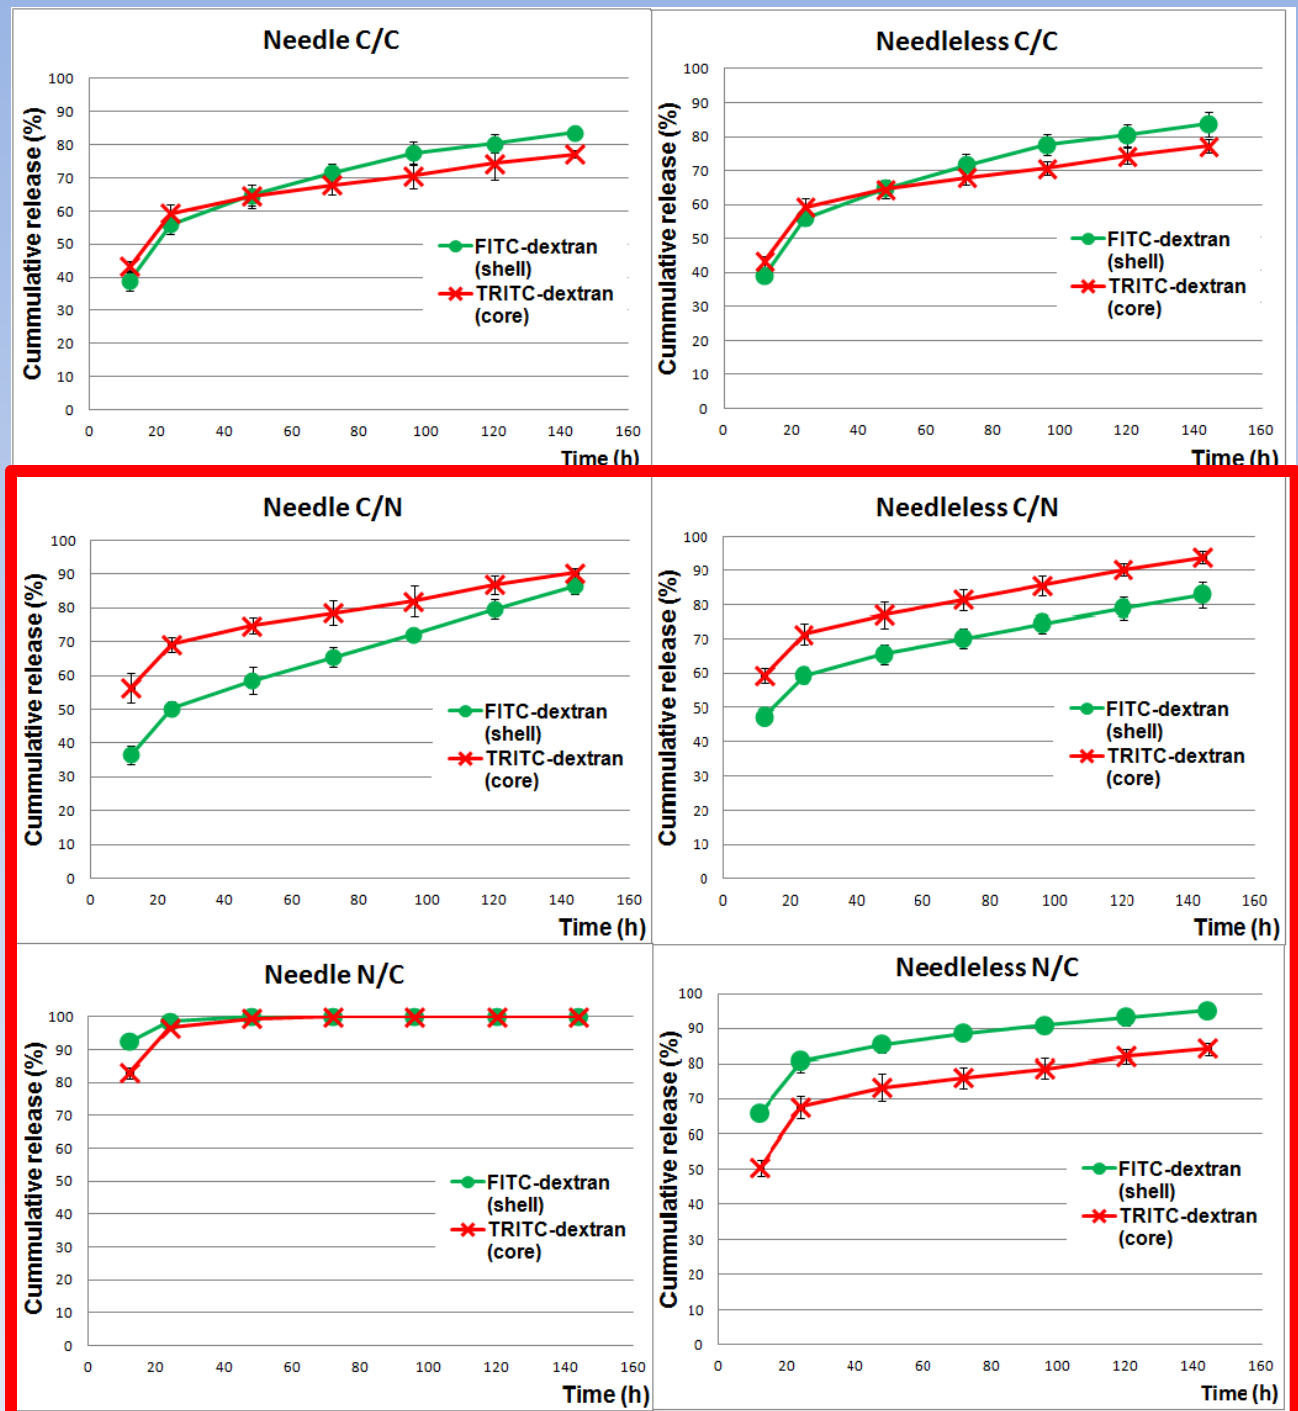 Needle C/C
Cummulative release (%)
100
90
80
70
60
50
40
30
20
10
0
0 20 40 60 80 100 120 140 160
Time (h)
FITC-dextran
(shell)
TRITC-dextran
(core)
Needleless C/C
Cummulative release (%)
100
90
80
70
60
50
40
30
20
10
0
0 20 40 60 80 100 120 140 160
Time (h)
FITC-dextran
(shell)
TRITC-dextran
(core)
Needle C/N
Cummulative release (%)
100
90
80
70
60
50
40
30
20
10
0
0 20 40 60 80 100 120 140 160
Time (h)
FITC-dextran
(shell)
TRITC-dextran
(core)
Needleless C/N
Cummulative release (%)
100
90
80
70
60
50
40
30
20
10
0
0 20 40 60 80 100 120 140 160
Time (h)
FITC-dextran
(shell)
TRITC-dextran
(core)
Needle N/C
Cummulative release (%)
100
90
80
70
60
50
40
30
20
10
0
0 20 40 60 80 100 120 140 160
Time (h)
FITC-dextran
(shell)
TRITC-dextran
(core)
Needleless N/C
Cummulative release (%)
100
90
80
70
60
50
40
30
20
10
0
0 20 40 60 80 100 120 140 160
Time (h)
FITC-dextran
(shell)
TRITC-dextran
(core)